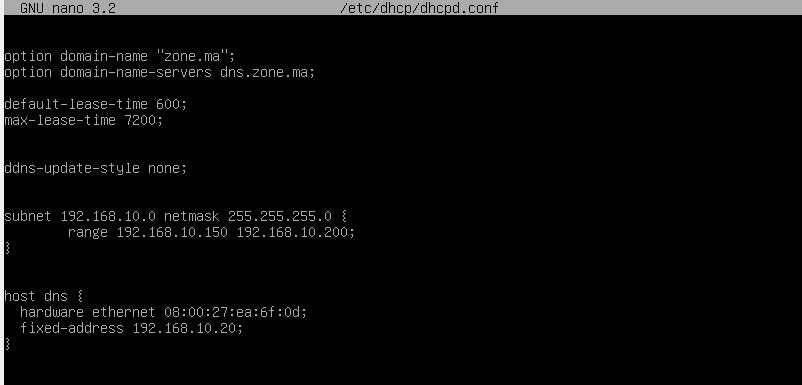 GNU nano 3.2 /etc/dhcp/dhcpd.conf
option domain-name "zone.ma";
option domain-name-servers dns.zone.ma;
default-lease-time 600;
max-lease-time 7200;
ddns-update-style none;
subnet 192.168.10.0 netmask 255.255.255.0 {
range 192.168.10.150 192.168.10.200;
}
host dns {
hardware ethernet 08:00:27:ea:6f:0d;
fixed-address 192.168.10.20;
}